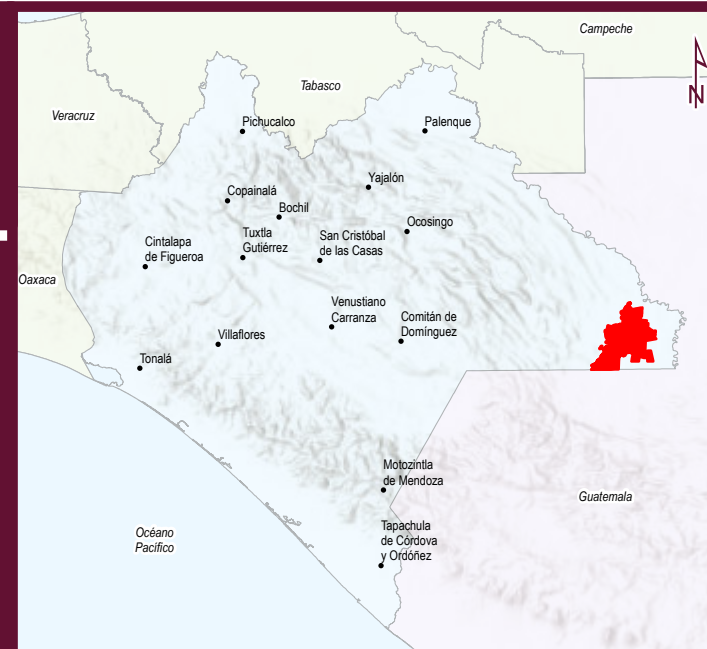 Campeche
N
Tabasco
Veracruz
Pichucalco
Palenque
Yajalón
Copainalá
Bochil
Ocosingo
Tuxtla
Gutiérrez
San Cristóbal
de las Casas
Cintalapa
de Figueroa
Oaxaca
Venustiano
Carranza
Comitán de
Domínguez
Villaflores
Tonalá
Motozintla
de Mendoza
Guatemala
Océano
Pacífico
Tapachula
de Córdova
y Ordóñez